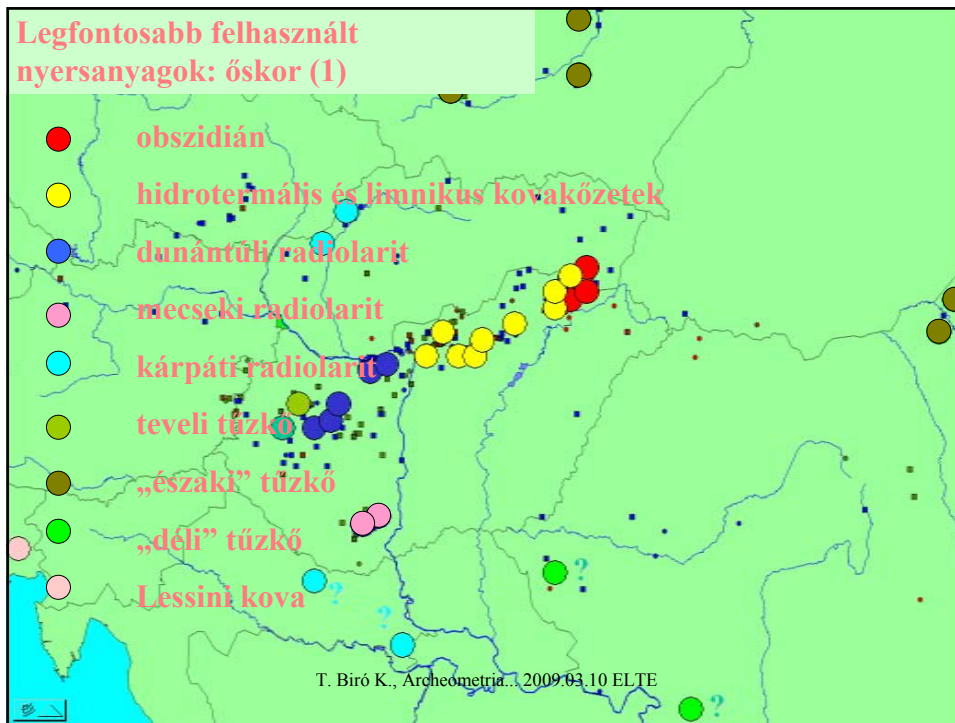 Legfontosabb felhasznált
nyersanyagok: őskor (1)
obszidián
hidrotermális és limnikus kovakőzetek
dunántúli radiolarit
mecseki radiolarit
kárpáti radiolarit
teveli tűzkő
„északi” tűzkő
„déli” tűzkő
Lessini kova
?
?
?
?
T. Biró K., Archeometria... 2009.03.10 ELTE